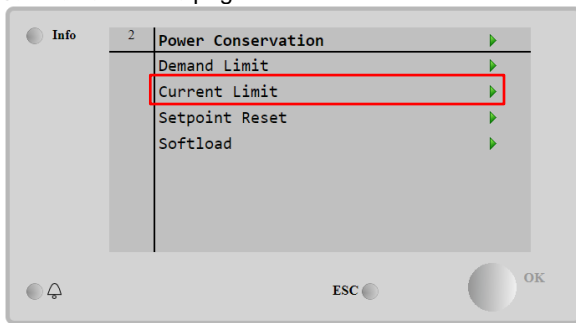 Info
2 Power Conservation
Demand Limit
Current Limit
Setpoint Reset
Softload
ESC
OK